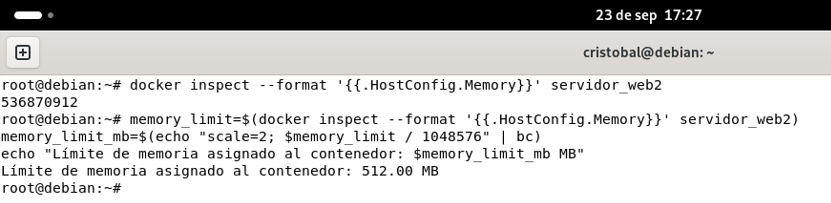 23 de sep 17:27
cristobal@debian: ~
root@debian:~# docker inspect --format '{{.HostConfig.Memory}}' servidor_web2
536870912
root@debian:~# memory_limit=$(docker inspect --format '{{.HostConfig.Memory}}' servidor_web2)
memory_limit_mb=$(echo "scale=2; $memory_limit / 1048576" | bc)
echo "Límite de memoria asignado al contenedor: $memory_limit_mb MB"
Límite de memoria asignado al contenedor: 512.00 MB
root@debian:~#